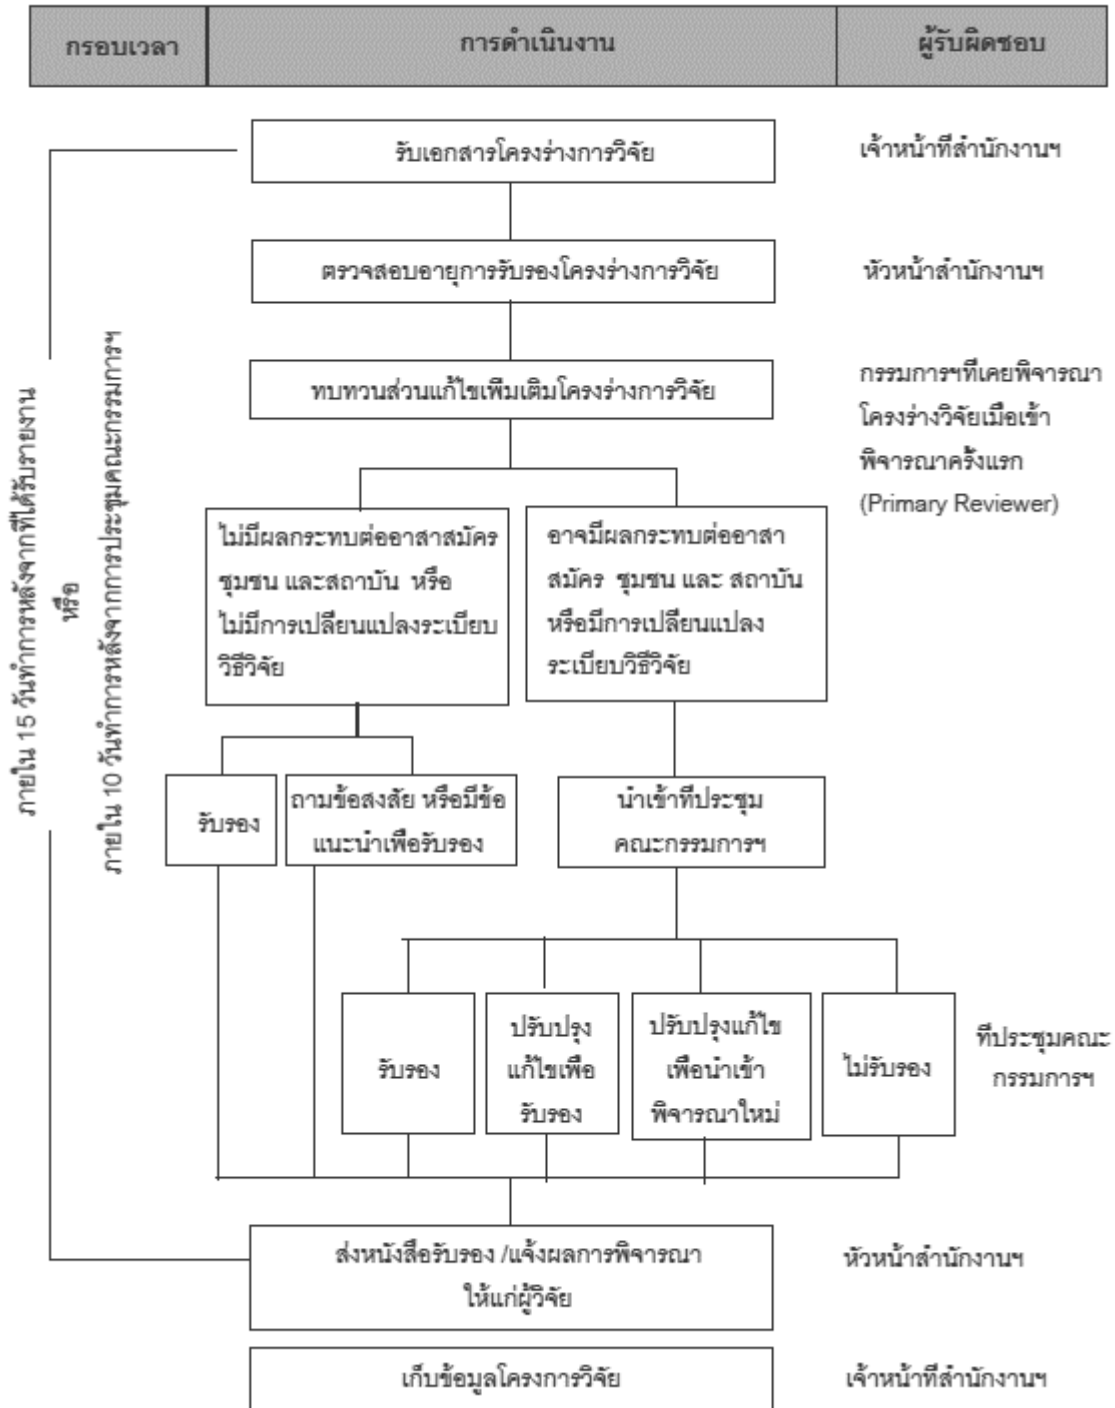 กรอบเวลา
การดำเนินงาน
ผู้รับผิดชอบ
รับเอกสารโครงร่างการวิจัย
เจ้าหน้าที่สำนักงานฯ
ตรวจสอบอายุการรับรองโครงร่างการวิจัย
หัวหน้าสำนักงานฯ
ทบทวนส่วนแก้ไขเพิ่มเติมโครงร่างการวิจัย
กรรมการฯที่เคยพิจารณา
โครงร่างวิจัยเมื่อเข้า
พิจารณาครั้งแรก
(Primary Reviewer)
ภายใน 15 วันทำการหลังจากที่ได้รับรายงาน
หรือ
ภายใน 10 วันทำการหลังจากการประชุมคณะกรรมการฯ
ไม่มีผลกระทบต่ออาสาสมัคร
ชุมชน และสถาบัน หรือ
ไม่มีการเปลี่ยนแปลงระเบียบ
วิธีวิจัย
อาจมีผลกระทบต่ออาสา
สมัคร ชุมชน และ สถาบัน
หรือมีการเปลี่ยนแปลง
ระเบียบวิธีวิจัย
รับรอง
ถามข้อสงสัย หรือมีข้อ
แนะนำเพื่อรับรอง
นำเข้าที่ประชุม
คณะกรรมการฯ
รับรอง
ปรับปรุง
แก้ไขเพื่อ
รับรอง
ปรับปรุงแก้ไข
เพื่อนำเข้า
พิจารณาใหม่
ไม่รับรอง
ที่ประชุมคณะ
กรรมการฯ
ส่งหนังสือรับรอง /แจ้งผลการพิจารณา
ให้แก่ผู้วิจัย
หัวหน้าสำนักงานฯ
เก็บข้อมูลโครงการวิจัย
เจ้าหน้าที่สำนักงานฯ